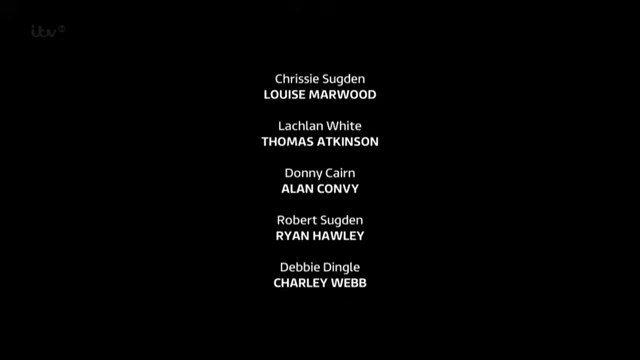 itv
Chrissie Sugden
LOUISE MARWOOD
Lachlan White
THOMAS ATKINSON
Donny Cairn
ALAN CONVY
Robert Sugden
RYAN HAWLEY
Debbie Dingle
CHARLEY WEBB